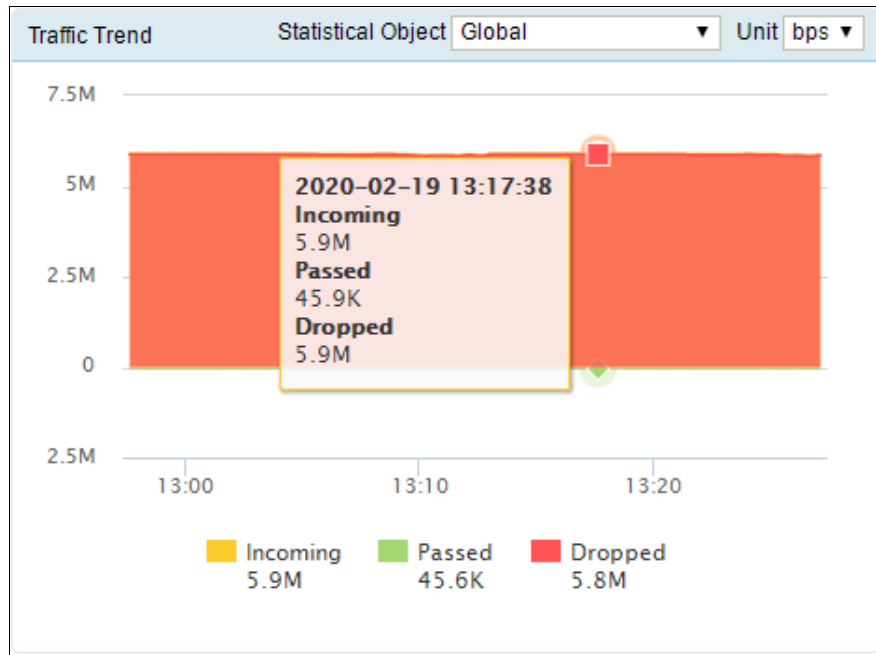 Traffic Trend Statistical Object Global ▼ Unit bps ▼
7.5M
5M
2.5M
0
2.5M
2020-02-19 13:17:38
Incoming
5.9M
Passed
45.9K
Dropped
5.9M
13:00 13:10 13:20
Incoming Passed Dropped
5.9M 45.6K 5.8M